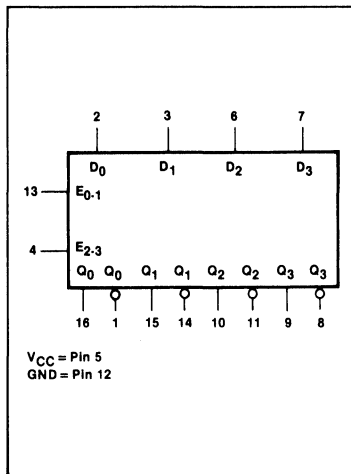 2 3 6 7
D0 D1 D2 D3
13 E0-1
4 E2-3
Q0 Q0 Q1 Q1 Q2 Q2 Q3 Q3
16 1 15 14 10 11 9 8
VCC = Pin 5
GND = Pin 12